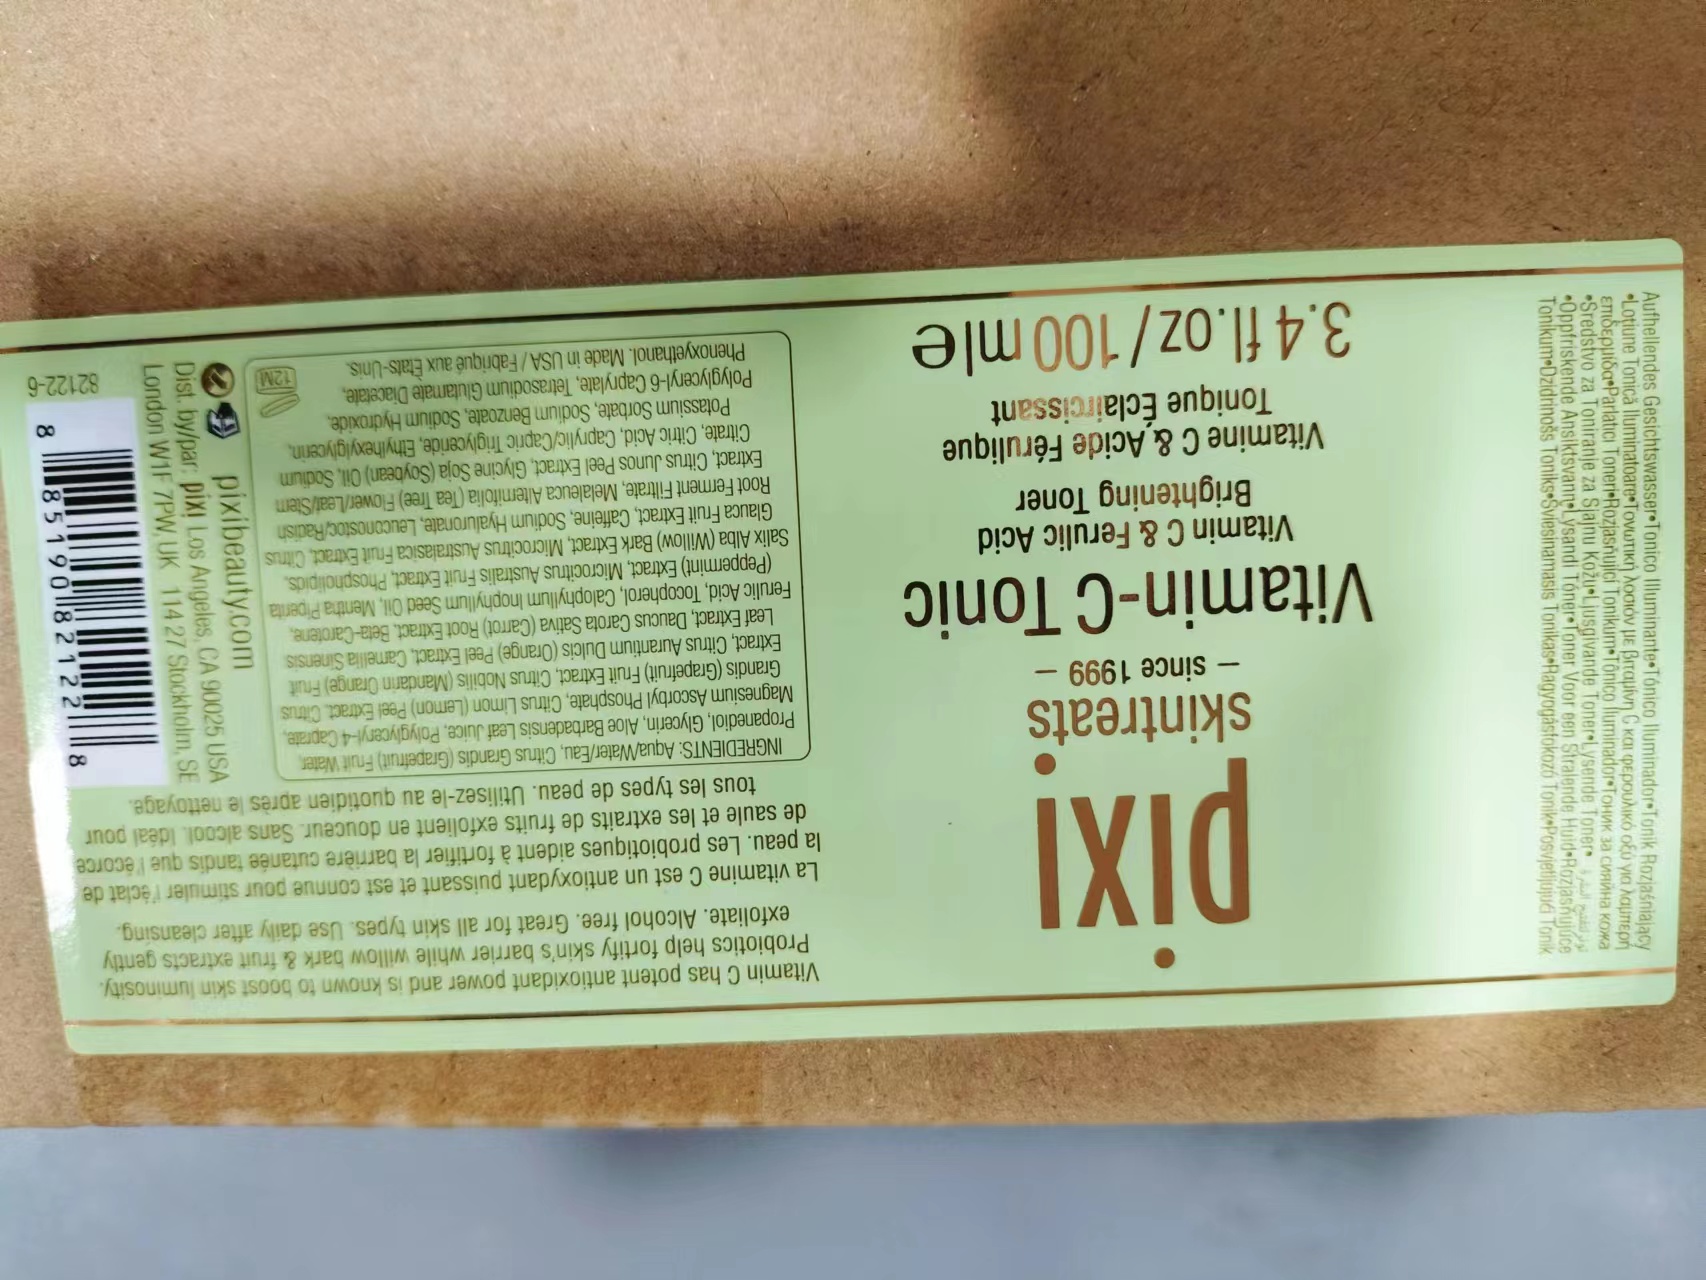 pixi
skintreats
– since 1999 –
Vitamin-C Tonic
Vitamin C & Ferulic Acid
Brightening Toner
Vitamine C & Acide Férulique
Tonique Éclaircissant
3.4 fl.oz/100 mle
Vitamin C has potent antioxidant power and is known to boost skin luminosity.
Probiotics help fortify skin's barrier while willow bark & fruit extracts gently
exfoliate. Alcohol free. Great for all skin types. Use daily after cleansing.
La vitamine C est un antioxydant puissant et est connue pour stimuler l'éclat de
la peau. Les probiotiques aident à fortifier la barrière cutanée tandis que l'écorce
de saule et les extraits de fruits exfolient en douceur. Sans alcool. Idéal pour
tous les types de peau. Utilisez-le au quotidien après le nettoyage.
INGREDIENTS: Aqua/Water/Eau, Citrus Grandis (Grapefruit) Fruit Water,
Propanediol, Glycerin, Aloe Barbadensis Leaf Juice, Polyglyceryl-4 Caprate,
Magnesium Ascorbyl Phosphate, Citrus Limon (Lemon) Peel Extract, Citrus
Grandis (Grapefruit) Fruit Extract, Citrus Nobilis (Mandarin Orange) Fruit
Extract, Citrus Aurantium Dulcis (Orange) Peel Extract, Camellia Sinensis
Leaf Extract, Daucus Carota Sativa (Carrot) Root Extract, Beta-Carotene,
Ferulic Acid, Tocopherol, Calophyllum Inophyllum Seed Oil, Mentha Piperita
(Peppermint) Extract, Microcitrus Australis Fruit Extract, Phospholipids,
Salix Alba (Willow) Bark Extract, Microcitrus Australasica Fruit Extract, Citrus
Glauca Fruit Extract, Caffeine, Sodium Hyaluronate, Leuconostoc/Radish
Root Ferment Filtrate, Melaleuca Alternifolia (Tea Tree) Flower/Leaf/Stem
Extract, Citrus Junos Peel Extract, Glycine Soja (Soybean) Oil, Sodium
Citrate, Citric Acid, Caprylic/Capric Triglyceride, Ethylhexylglycerin,
Potassium Sorbate, Sodium Benzoate, Sodium Hydroxide,
Polyglyceryl-6 Caprylate, Tetrasodium Glutamate Diacetate,
Phenoxyethanol. Made in USA / Fabriqué aux États-Unis.
12M
pixibeauty.com
Dist. by/par: pixi Los Angeles, CA 90025 USA
London W1F 7PW, UK 114 27 Stockholm, SE
8 85190 82122 8
82122-6
Aufhellendes Gesichtswasser•Tonico Illuminante•Tónico Iluminador•Tonik Rozjaśniający
•Loțiune Tonică Iluminatoare•Τονωτική λοσιόν με βιταμίνη C και φερουλικό οξύ για λαμπερή
επιδερμίδα•Parlatıcı Toner•Rozjasňující Tonikum•Tónico Iluminador•Тоник за сияйна кожа
•Sredstvo za Toniranje za Sjajnu Kožu•Ljusgivande Toner•Lysende Toner•
•Oppfriskende Ansiktsvann•Lysandi Tóner•Toner Voor een Stralende Huid•Rozjasňujúce
Tonikum•Dzidrinošs Toniks•Šviesinamasis Tonikas•Ragyogásfokozó Tonik•Posvjetljujući Tonik